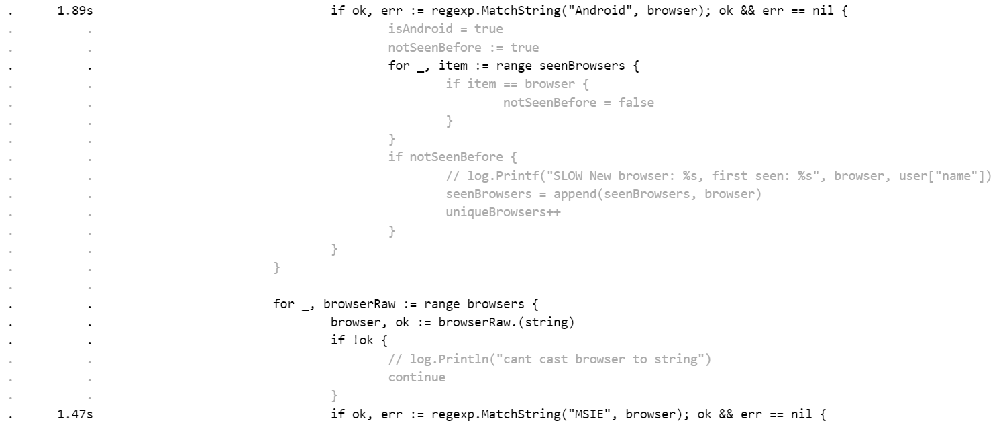 . 1.89s if ok, err := regexp.MatchString("Android", browser); ok && err == nil {
. . isAndroid = true
. . notSeenBefore := true
. . for _, item := range seenBrowsers {
. . if item == browser {
. . notSeenBefore = false
. . }
. . }
. . if notSeenBefore {
. . // log.Printf("SLOW New browser: %s, first seen: %s", browser, user["name"])
. . seenBrowsers = append(seenBrowsers, browser)
. . uniqueBrowsers++
. . }
. . }
. . }
. .
. . for _, browserRaw := range browsers {
. . browser, ok := browserRaw.(string)
. . if !ok {
. . // log.Println("cant cast browser to string")
. . continue
. . }
. 1.47s if ok, err := regexp.MatchString("MSIE", browser); ok && err == nil {